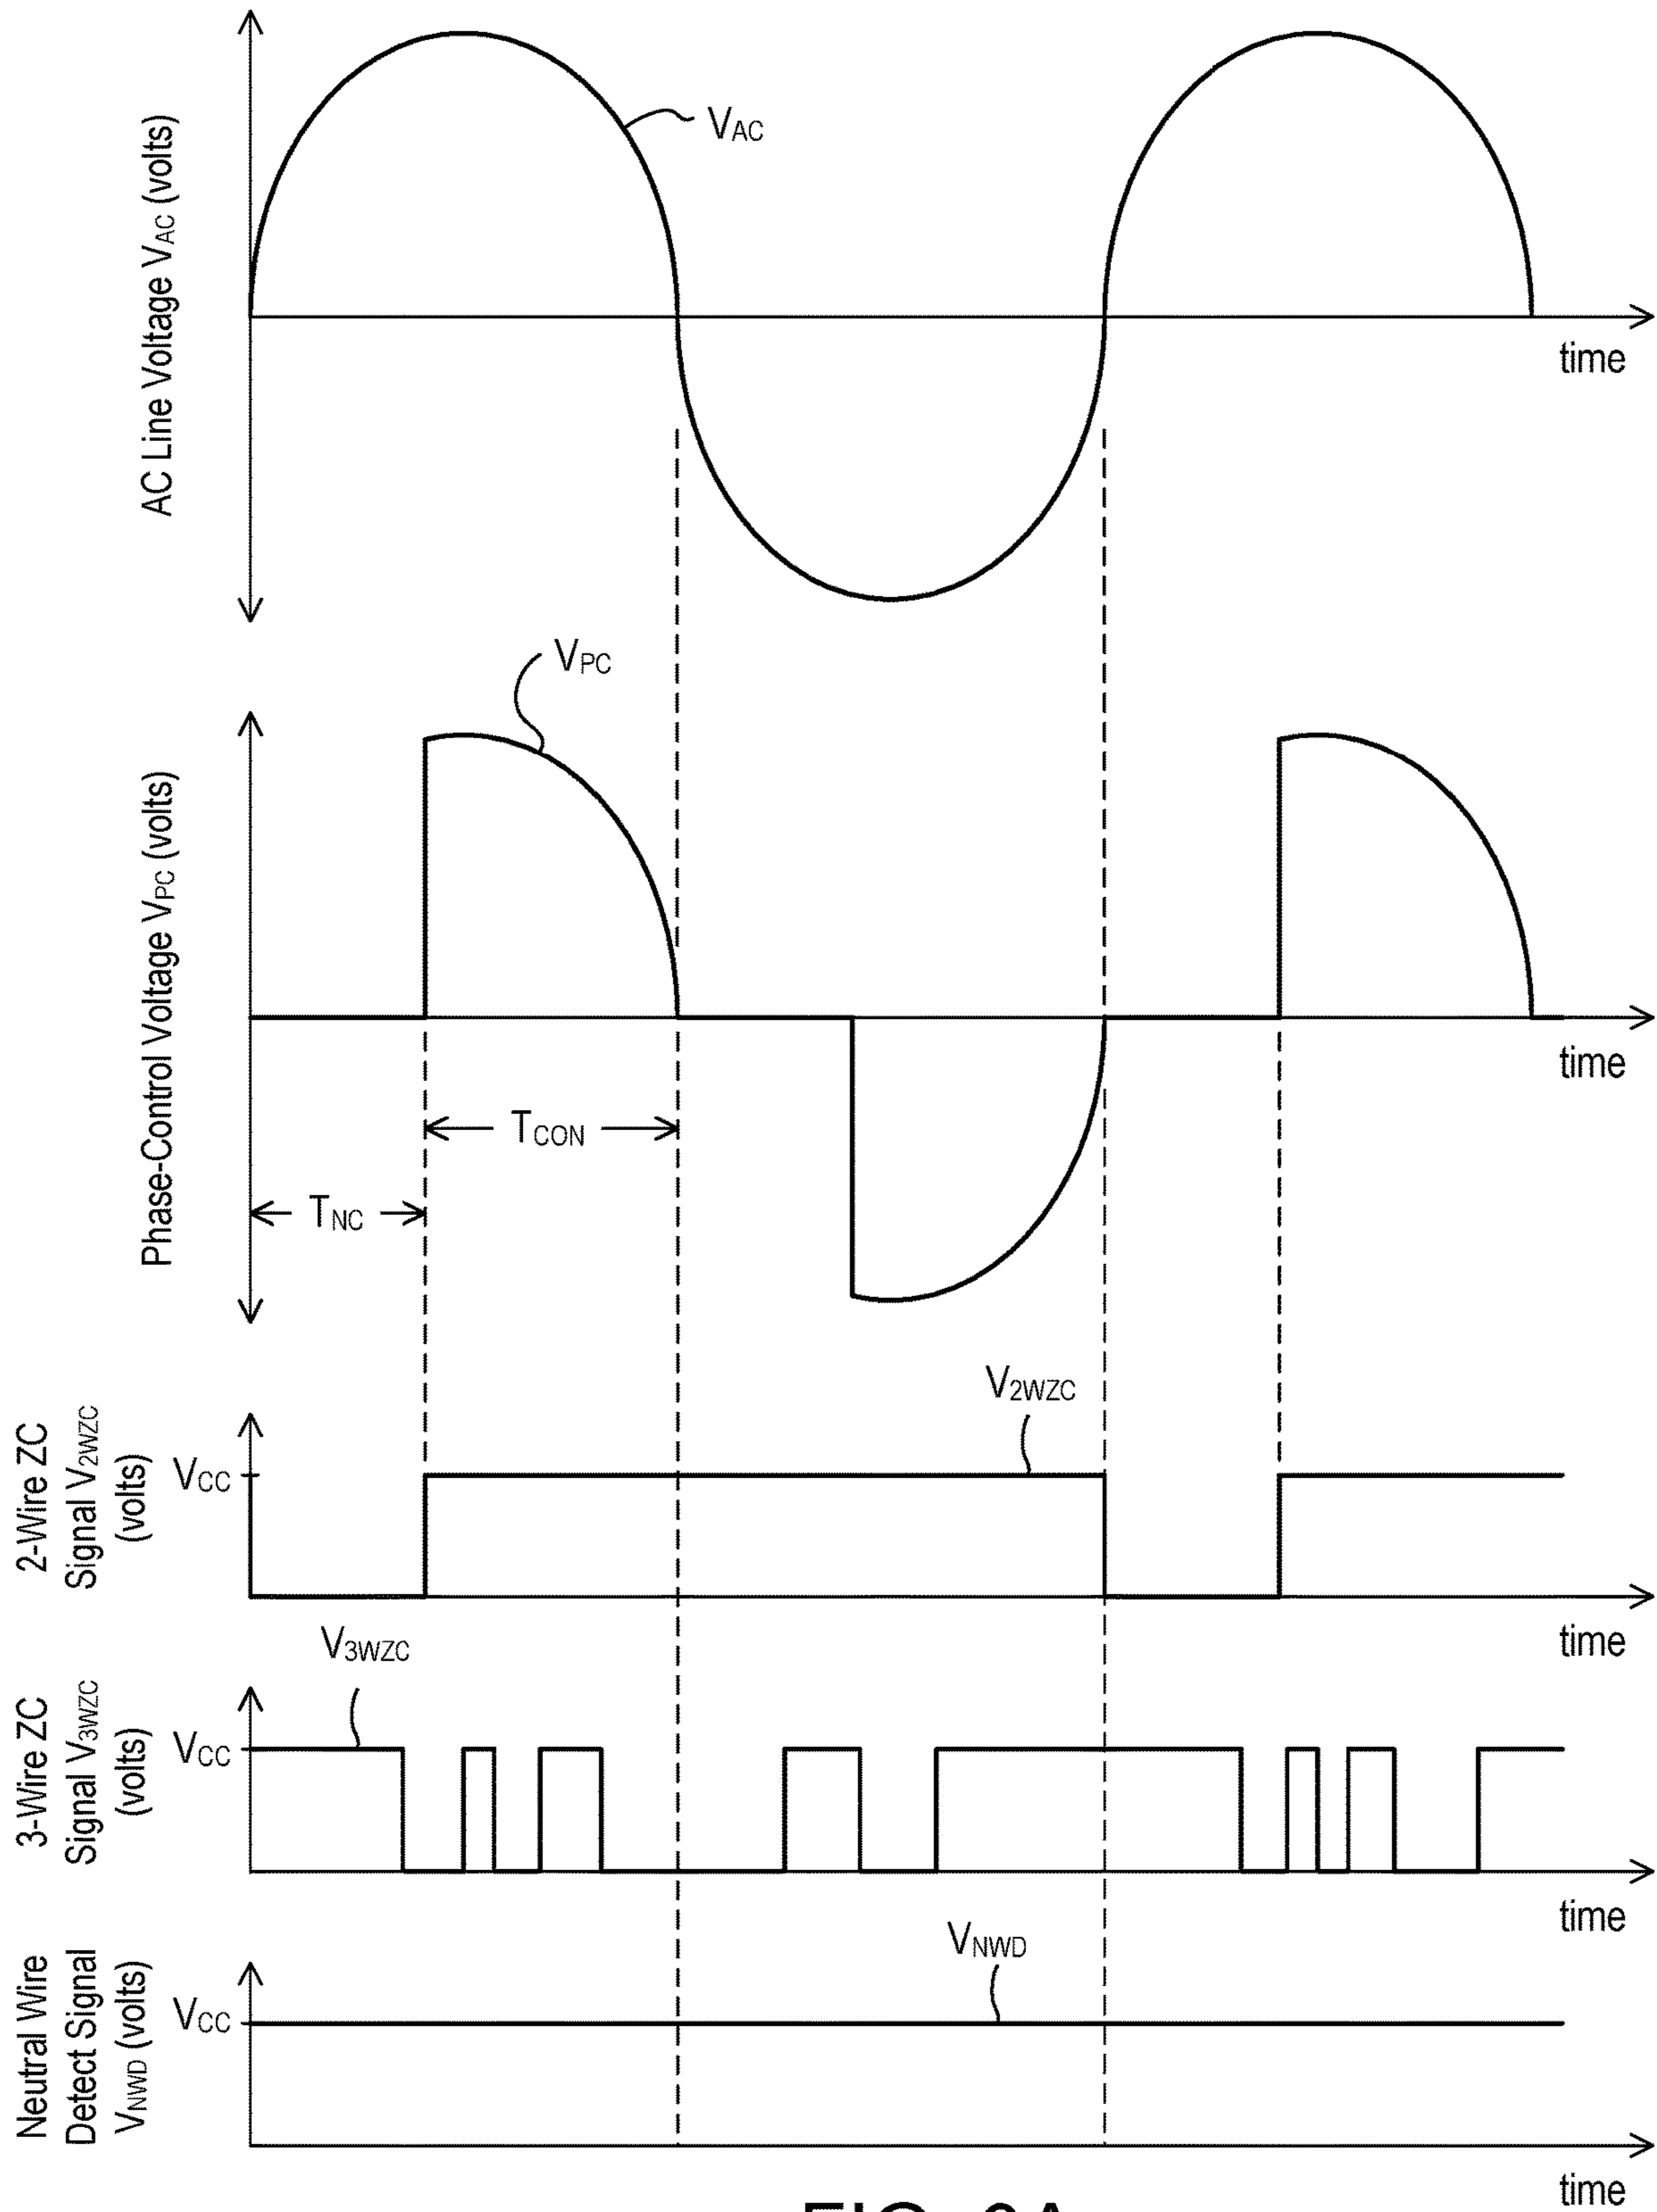 AC Line Voltage VAC (volts)
VAC
time
Phase-Control Voltage VPC (volts)
VPC
time
TCON
TNC
2-Wire ZC
Signal V2WZC
(volts)
VCC
V2WZC
time
3-Wire ZC
Signal V3WZC
(volts)
VCC
V3WZC
time
Neutral Wire
Detect Signal
VNWD (volts)
VCC
VNWD
time